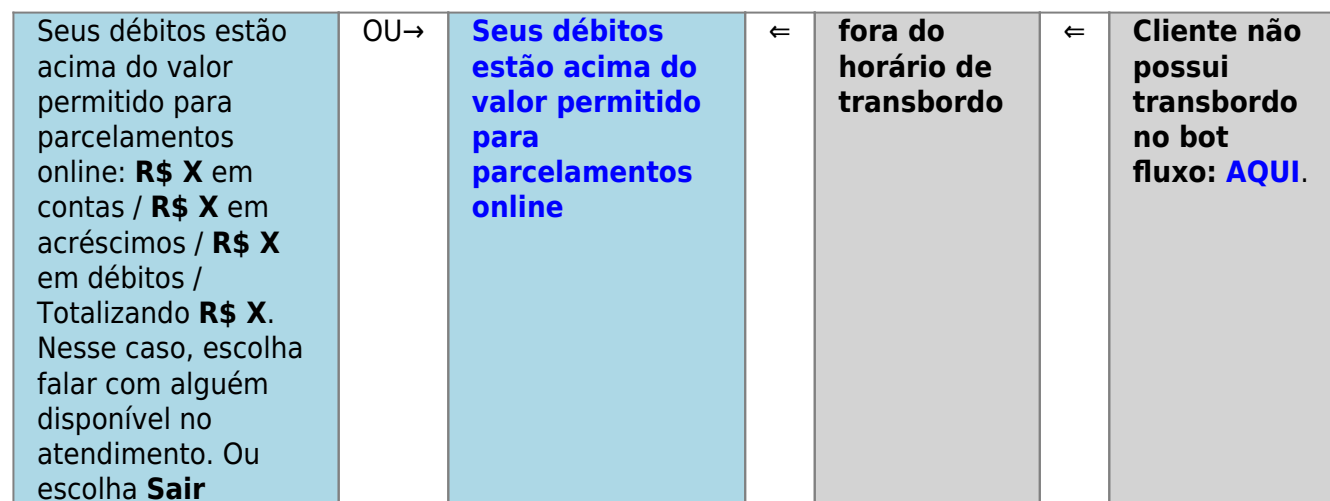 Seus débitos estão
acima do valor
permitido para
parcelamentos
online: R$ X em
contas / R$ X em
acréscimos / R$ X
em débitos /
Totalizando R$ X.
Nesse caso, escolha
falar com alguém
disponível no
atendimento. Ou
escolha Sair
OU→
Seus débitos
estão acima do
valor permitido
para
parcelamentos
online
⇐
fora do
horário de
transbordo
⇐
Cliente não
possui
transbordo
no bot
fluxo: AQUI.